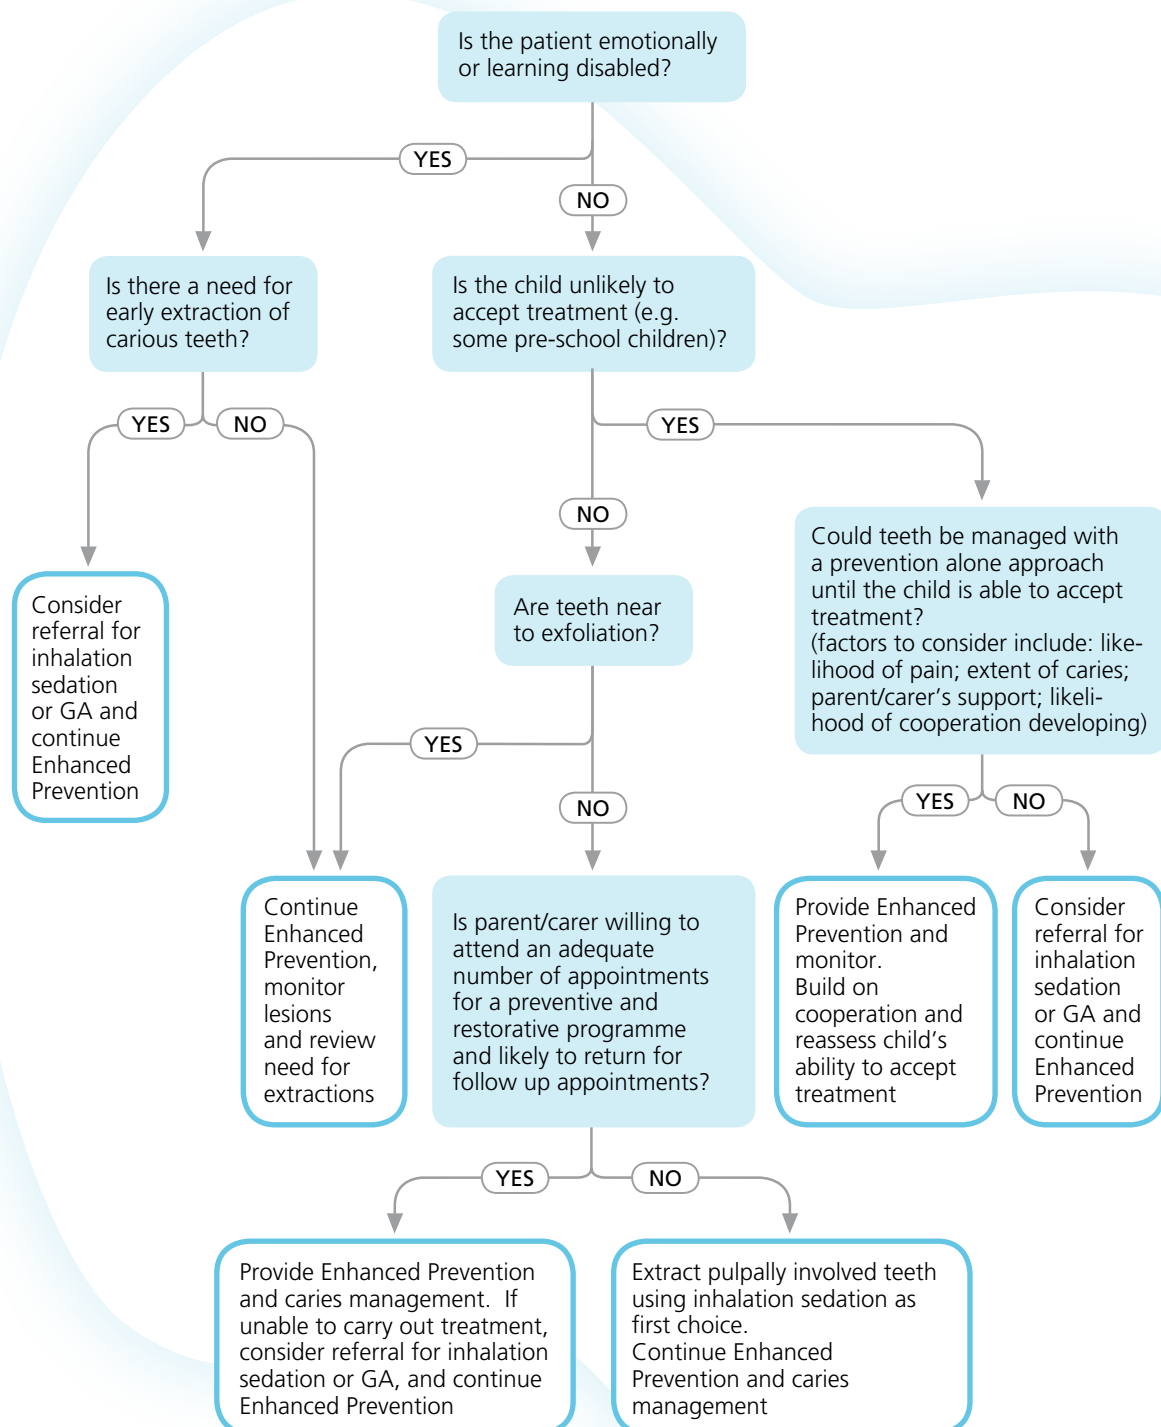 Is the patient emotionally
or learning disabled?
YES
NO
Is there a need for
early extraction of
carious teeth?
Is the child unlikely to
accept treatment (e.g.
some pre-school children)?
YES
NO
YES
NO
Consider
referral for
inhalation
sedation
or GA and
continue
Enhanced
Prevention
Are teeth near
to exfoliation?
Could teeth be managed with
a prevention alone approach
until the child is able to accept
treatment?
(factors to consider include: like-
lihood of pain; extent of caries;
parent/carer's support; likeli-
hood of cooperation developing)
YES
NO
YES
NO
Continue
Enhanced
Prevention,
monitor
lesions
and review
need for
extractions
Is parent/carer willing to
attend an adequate
number of appointments
for a preventive and
restorative programme
and likely to return for
follow up appointments?
Provide Enhanced
Prevention and
monitor.
Build on
cooperation and
reassess child's
ability to accept
treatment
Consider
referral for
inhalation
sedation
or GA and
continue
Enhanced
Prevention
YES
NO
Provide Enhanced Prevention
and caries management.  If
unable to carry out treatment,
consider referral for inhalation
sedation or GA, and continue
Enhanced Prevention
Extract pulpally involved teeth
using inhalation sedation as
first choice.
Continue Enhanced
Prevention and caries
management